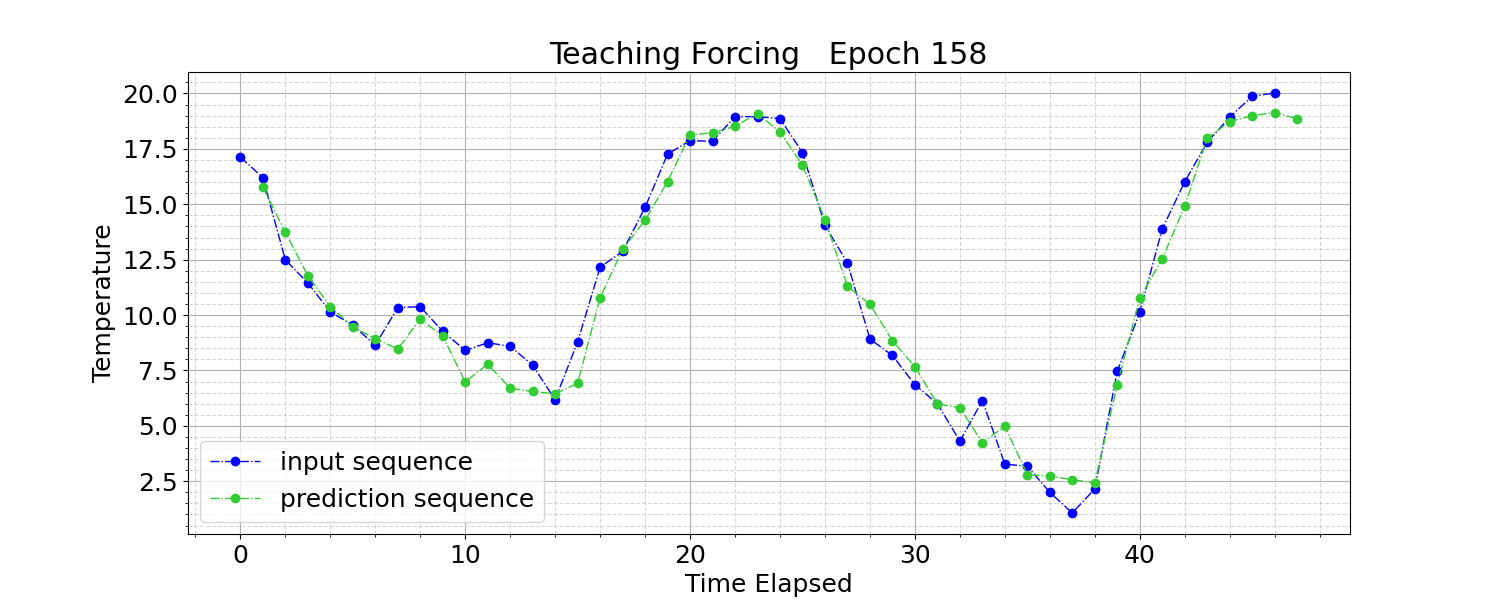 Teaching Forcing   Epoch 158
20.0
17.5
15.0
12.5
10.0
7.5
5.0
2.5
Temperature
input sequence
prediction sequence
0 10 20 30 40
Time Elapsed